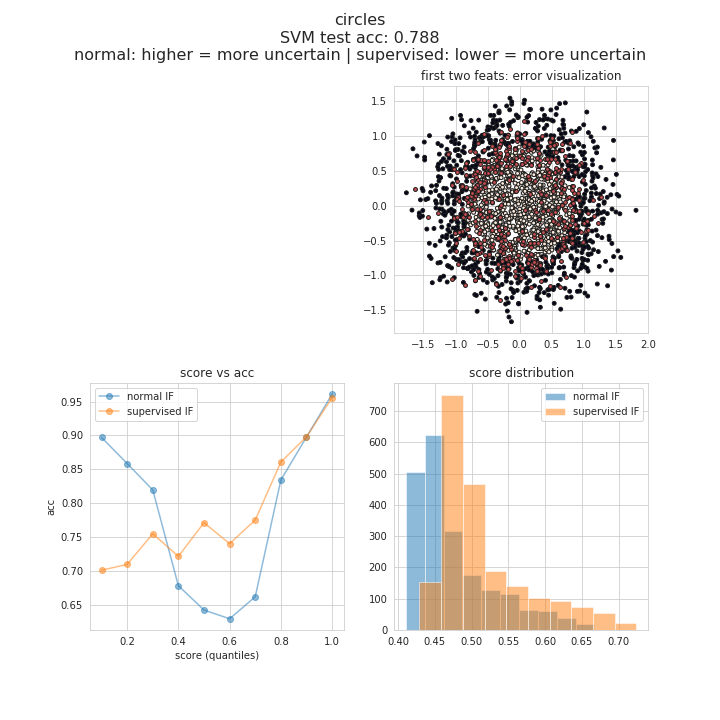 circles
SVM test acc: 0.788
normal: higher = more uncertain | supervised: lower = more uncertain
first two feats: error visualization
1.5
1.0
0.5
0.0
−0.5
−1.0
−1.5
−1.5 −1.0 −0.5 0.0 0.5 1.0 1.5 2.0
score vs acc
normal IF
supervised IF
0.95
0.90
0.85
0.80
0.75
0.70
0.65
acc
0.2 0.4 0.6 0.8 1.0
score (quantiles)
score distribution
normal IF
supervised IF
700
600
500
400
300
200
100
0
0.40 0.45 0.50 0.55 0.60 0.65 0.70